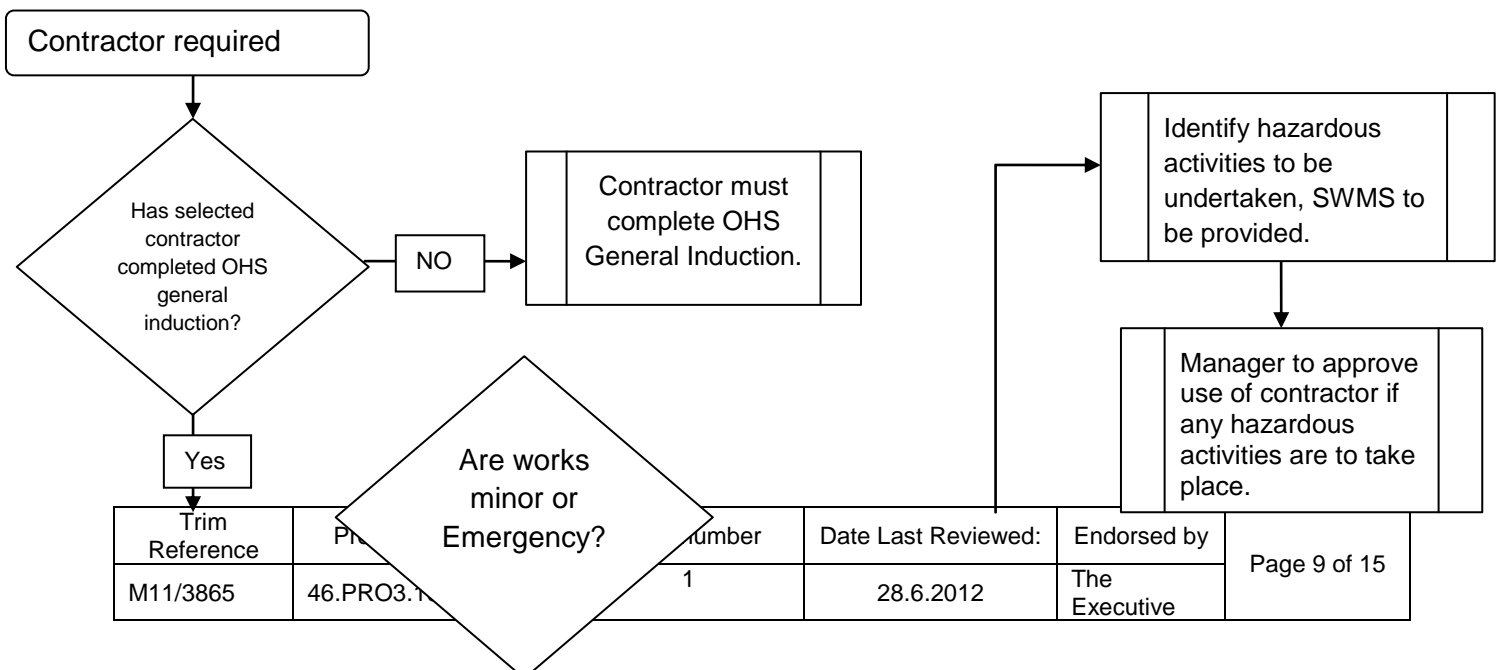 Contractor required
Has selected
contractor
completed OHS
general
induction?
NO
Contractor must
complete OHS
General Induction.
Identify hazardous
activities to be
undertaken, SWMS to
be provided.
Manager to approve
use of contractor if
any hazardous
activities are to take
place.
Yes
Are works
minor or
Emergency?
Trim
Reference
Date Last Reviewed:
Endorsed by
Page 9 of 15
M11/3865
1
28.6.2012
The
Executive